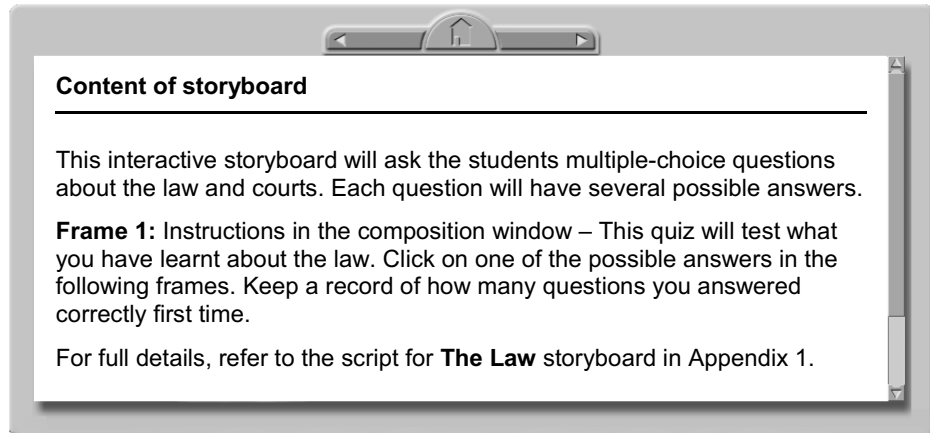 Content of storyboard
This interactive storyboard will ask the students multiple-choice questions
about the law and courts. Each question will have several possible answers.
Frame 1: Instructions in the composition window – This quiz will test what
you have learnt about the law. Click on one of the possible answers in the
following frames. Keep a record of how many questions you answered
correctly first time.
For full details, refer to the script for The Law storyboard in Appendix 1.